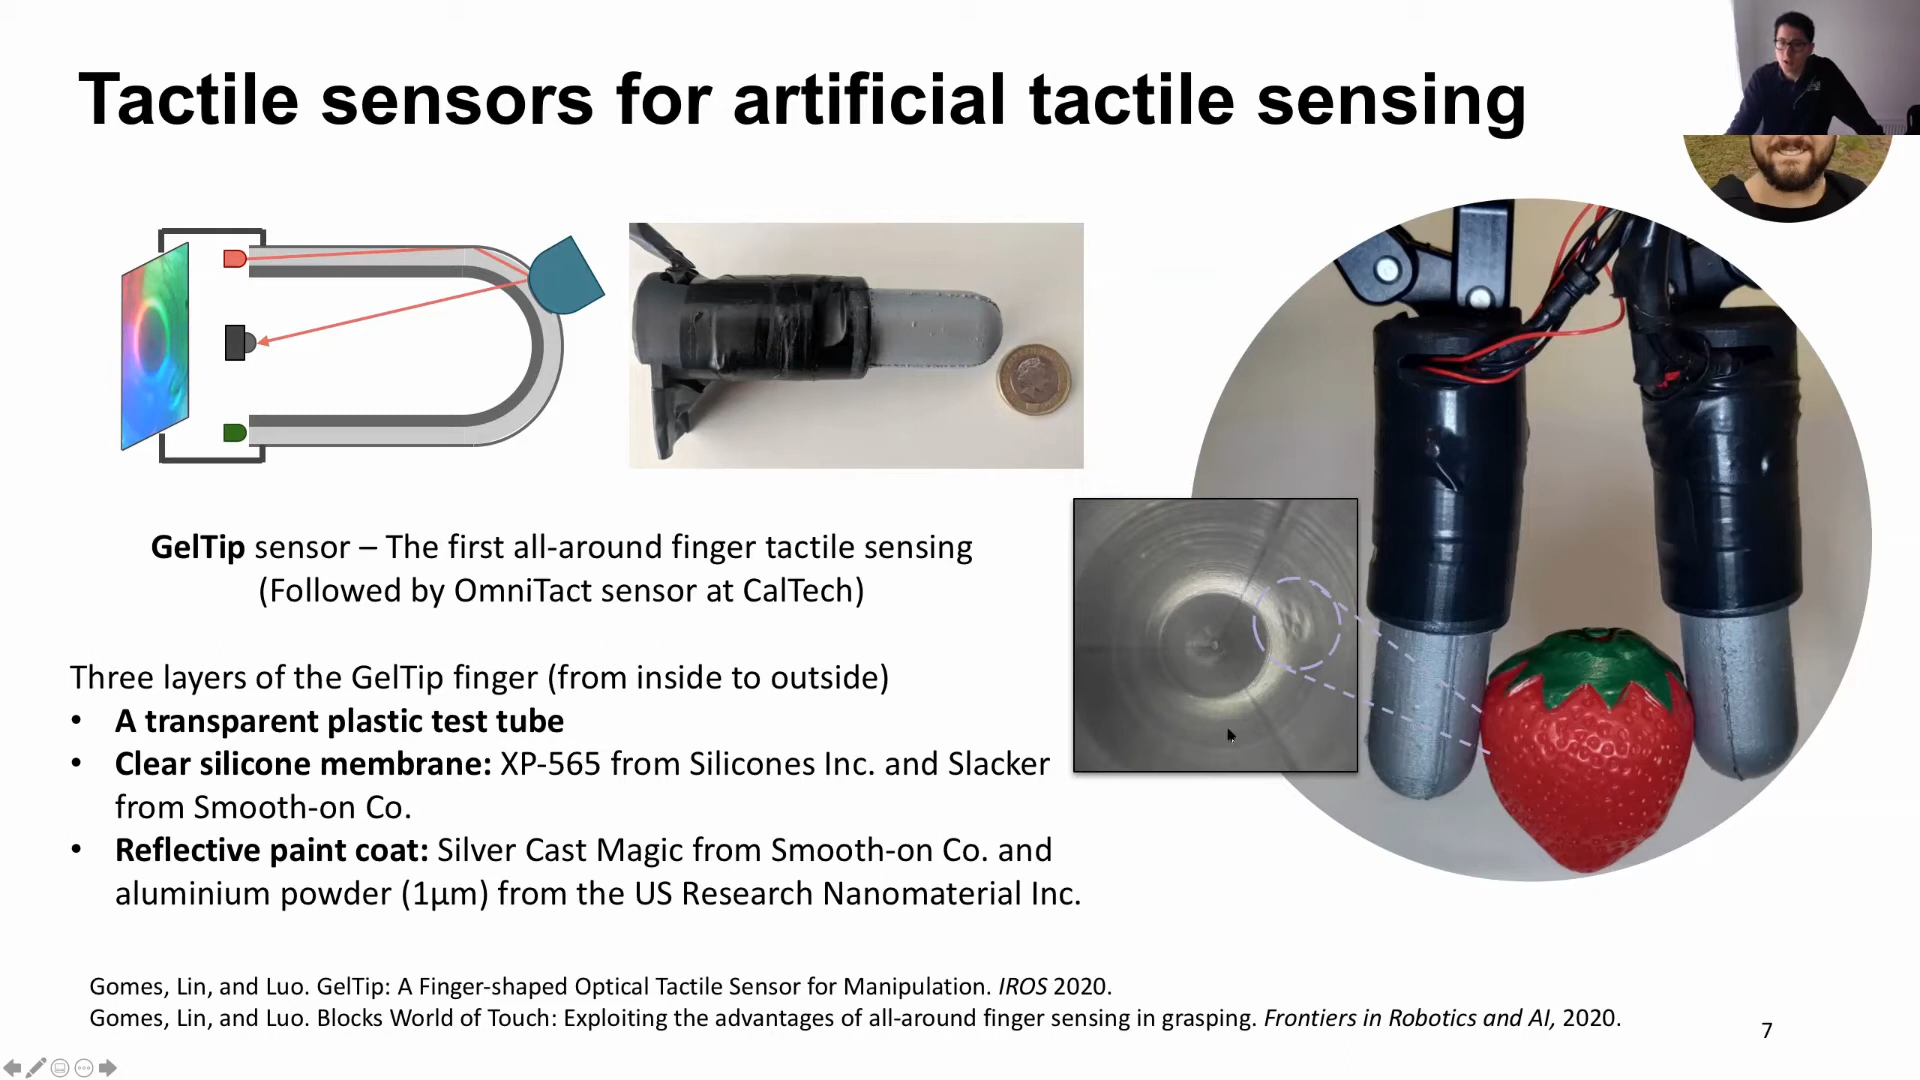 Tactile sensors for artificial tactile sensing
GelTip sensor – The first all-around finger tactile sensing
(Followed by OmniTact sensor at CalTech)
Three layers of the GelTip finger (from inside to outside)
• A transparent plastic test tube
• Clear silicone membrane: XP-565 from Silicones Inc. and Slacker
from Smooth-on Co.
• Reflective paint coat: Silver Cast Magic from Smooth-on Co. and
aluminium powder (1μm) from the US Research Nanomaterial Inc.
Gomes, Lin, and Luo. GelTip: A Finger-shaped Optical Tactile Sensor for Manipulation. IROS 2020.
Gomes, Lin, and Luo. Blocks World of Touch: Exploiting the advantages of all-around finger sensing in grasping. Frontiers in Robotics and AI, 2020.
7